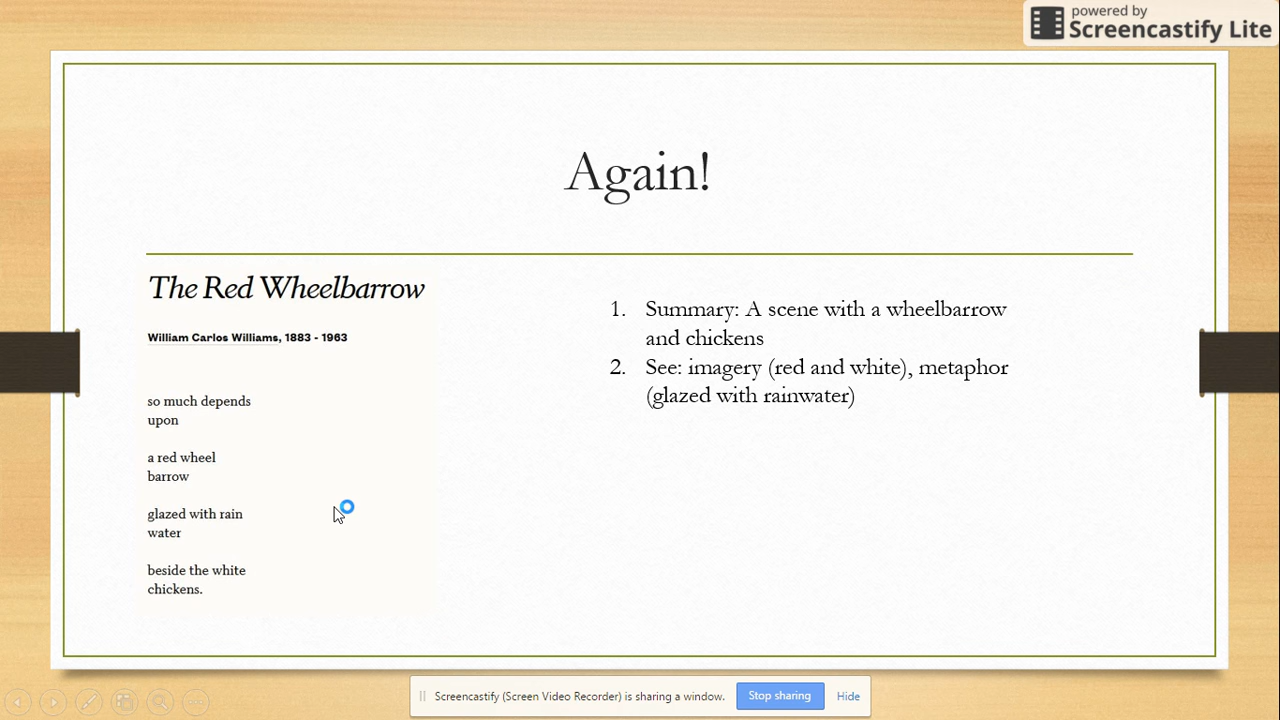 powered by
Screencastify Lite
Again!
The Red Wheelbarrow
William Carlos Williams, 1883 - 1963
so much depends
upon
a red wheel
barrow
glazed with rain
water
beside the white
chickens.
1. Summary: A scene with a wheelbarrow
and chickens
2. See: imagery (red and white), metaphor
(glazed with rainwater)
Screencastify (Screen Video Recorder) is sharing a window.
Stop sharing
Hide